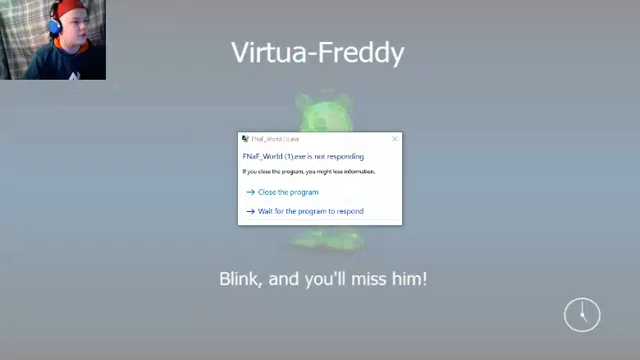 Virtua-Freddy
FNaF_World (1).exe
FNaF_World (1).exe is not responding
If you close the program, you might lose information.
Close the program
Wait for the program to respond
Blink, and you'll miss him!